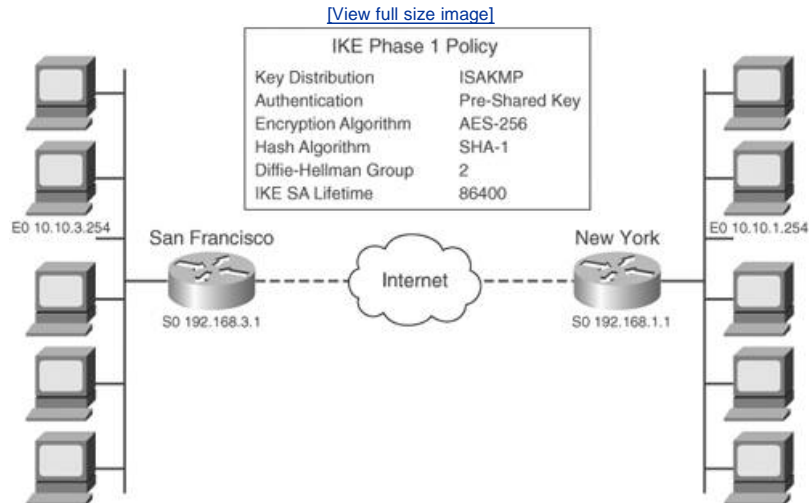 [View full size image]
IKE Phase 1 Policy
Key Distribution ISAKMP
Authentication Pre-Shared Key
Encryption Algorithm AES-256
Hash Algorithm SHA-1
Diffie-Hellman Group 2
IKE SA Lifetime 86400
E0 10.10.3.254
E0 10.10.1.254
San Francisco
New York
Internet
S0 192.168.3.1
S0 192.168.1.1